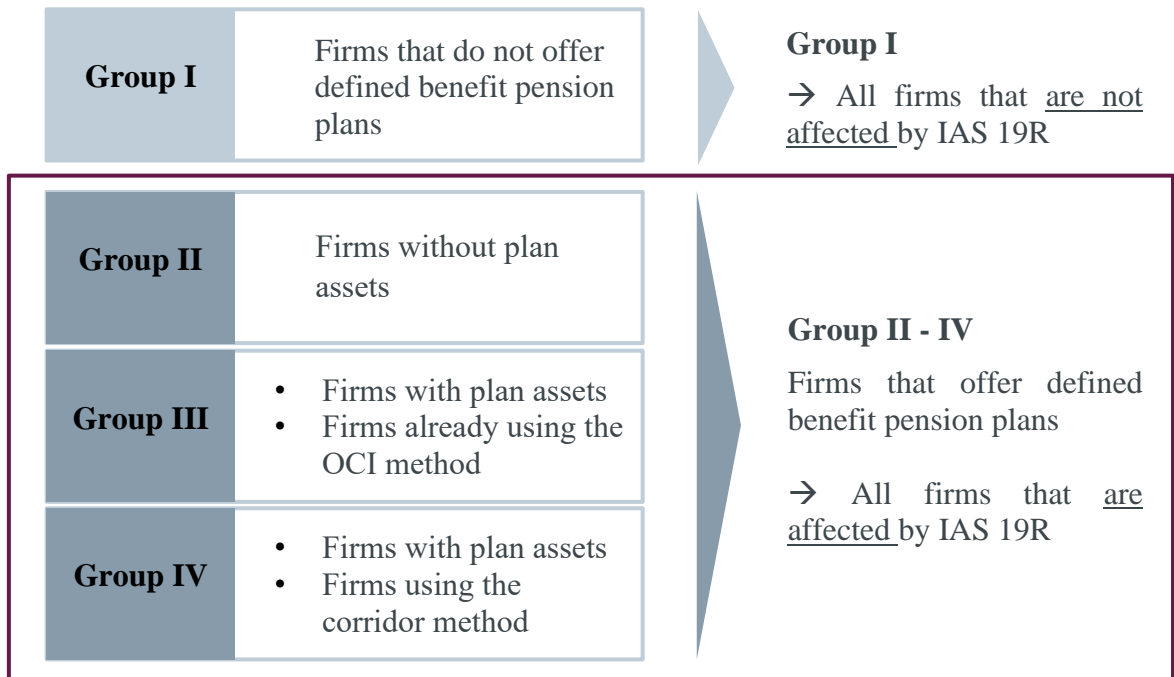 Group I
Firms that do not offer
defined benefit pension
plans
Group I
→ All firms that are not
affected by IAS 19R
Group II
Firms without plan
assets
Group III
• Firms with plan assets
• Firms already using the
OCI method
Group IV
• Firms with plan assets
• Firms using the
corridor method
Group II - IV
Firms that offer defined
benefit pension plans
→ All firms that are
affected by IAS 19R